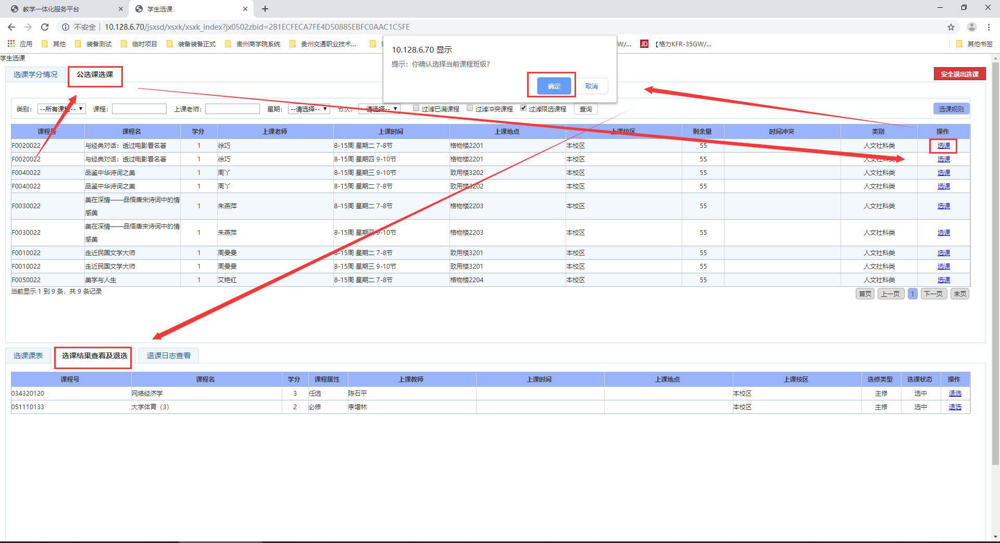 教学一体化服务平台
学生选课
不安全 10.128.6.70/jsxsd/xsxk/xsxk_index?jx0502zbid=281ECFECA7FE4D50885EBFC0AAC1C5FE
应用 其他 装备测试 临时项目 装备装备正式 贵州商学院系统 贵州交通职业技术... W/... JD 【格力KFR-35GW/... 其他书签
10.128.6.70 显示
提示：你确认选择当前课程班级？
确定 取消
学生选课
选课学分情况 公选课选课 安全退出选课
类别： --所有课程-- 课程： 上课老师： 星期： --请选择-- 节次： --请选择-- 过滤已满课程 过滤冲突课程 过滤限选课程 查询 选课规则
课程号 课程名 学分 上课老师 上课时间 上课地点 上课校区 剩余量 时间冲突 类别 操作
F0020022 与经典对话：透过电影看名著 1 徐巧 8-15周 星期二 7-8节 格物楼2201 本校区 55 人文社科类 选课
F0020022 与经典对话：透过电影看名著 1 徐巧 8-15周 星期四 9-10节 格物楼2201 本校区 55 人文社科类 选课
F0040022 品鉴中华诗词之美 1 周丫 8-15周 星期三 9-10节 致用楼3202 本校区 55 人文社科类 选课
F0040022 品鉴中华诗词之美 1 周丫 8-15周 星期二 7-8节 致用楼3202 本校区 55 人文社科类 选课
F0030022 美在深情——品悟唐宋诗词中的情感美 1 朱燕萍 8-15周 星期二 7-8节 格物楼2203 本校区 55 人文社科类 选课
F0030022 美在深情——品悟唐宋诗词中的情感美 1 朱燕萍 8-15周 星期四 9-10节 格物楼2203 本校区 55 人文社科类 选课
F0010022 走近民国文学大师 1 周曼曼 8-15周 星期二 7-8节 致用楼3201 本校区 55 人文社科类 选课
F0010022 走近民国文学大师 1 周曼曼 8-15周 星期三 9-10节 致用楼3201 本校区 55 人文社科类 选课
F0050022 美学与人生 1 艾艳红 8-15周 星期二 7-8节 格物楼2204 本校区 55 人文社科类 选课
当前显示 1 到 9 条，共 9 条记录 首页 上一页 1 下一页 末页
选课课表 选课结果查看及退选 退课日志查看
课程号 课程名 学分 课程属性 上课教师 上课时间 上课地点 上课校区 选修类型 选课状态 操作
034320120 网络经济学 3 任选 陈石平 本校区 主修 选中 退选
051110133 大学体育（3） 2 必修 李增林 本校区 主修 选中 退选